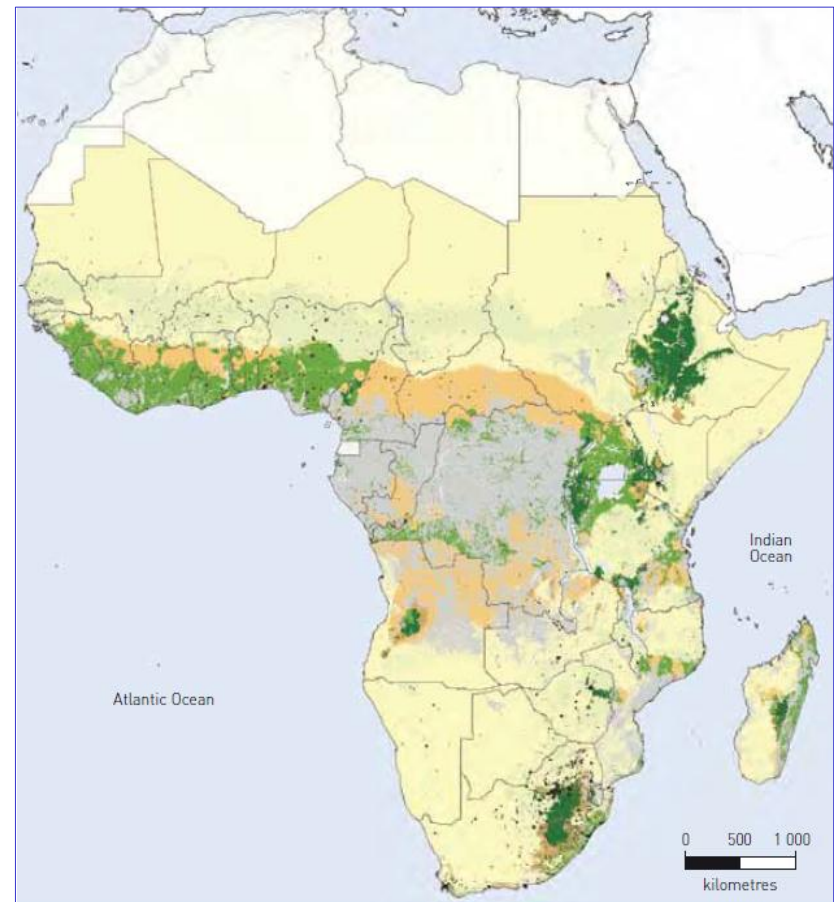 Indian
Ocean
Atlantic Ocean
0 500 1 000
kilometres